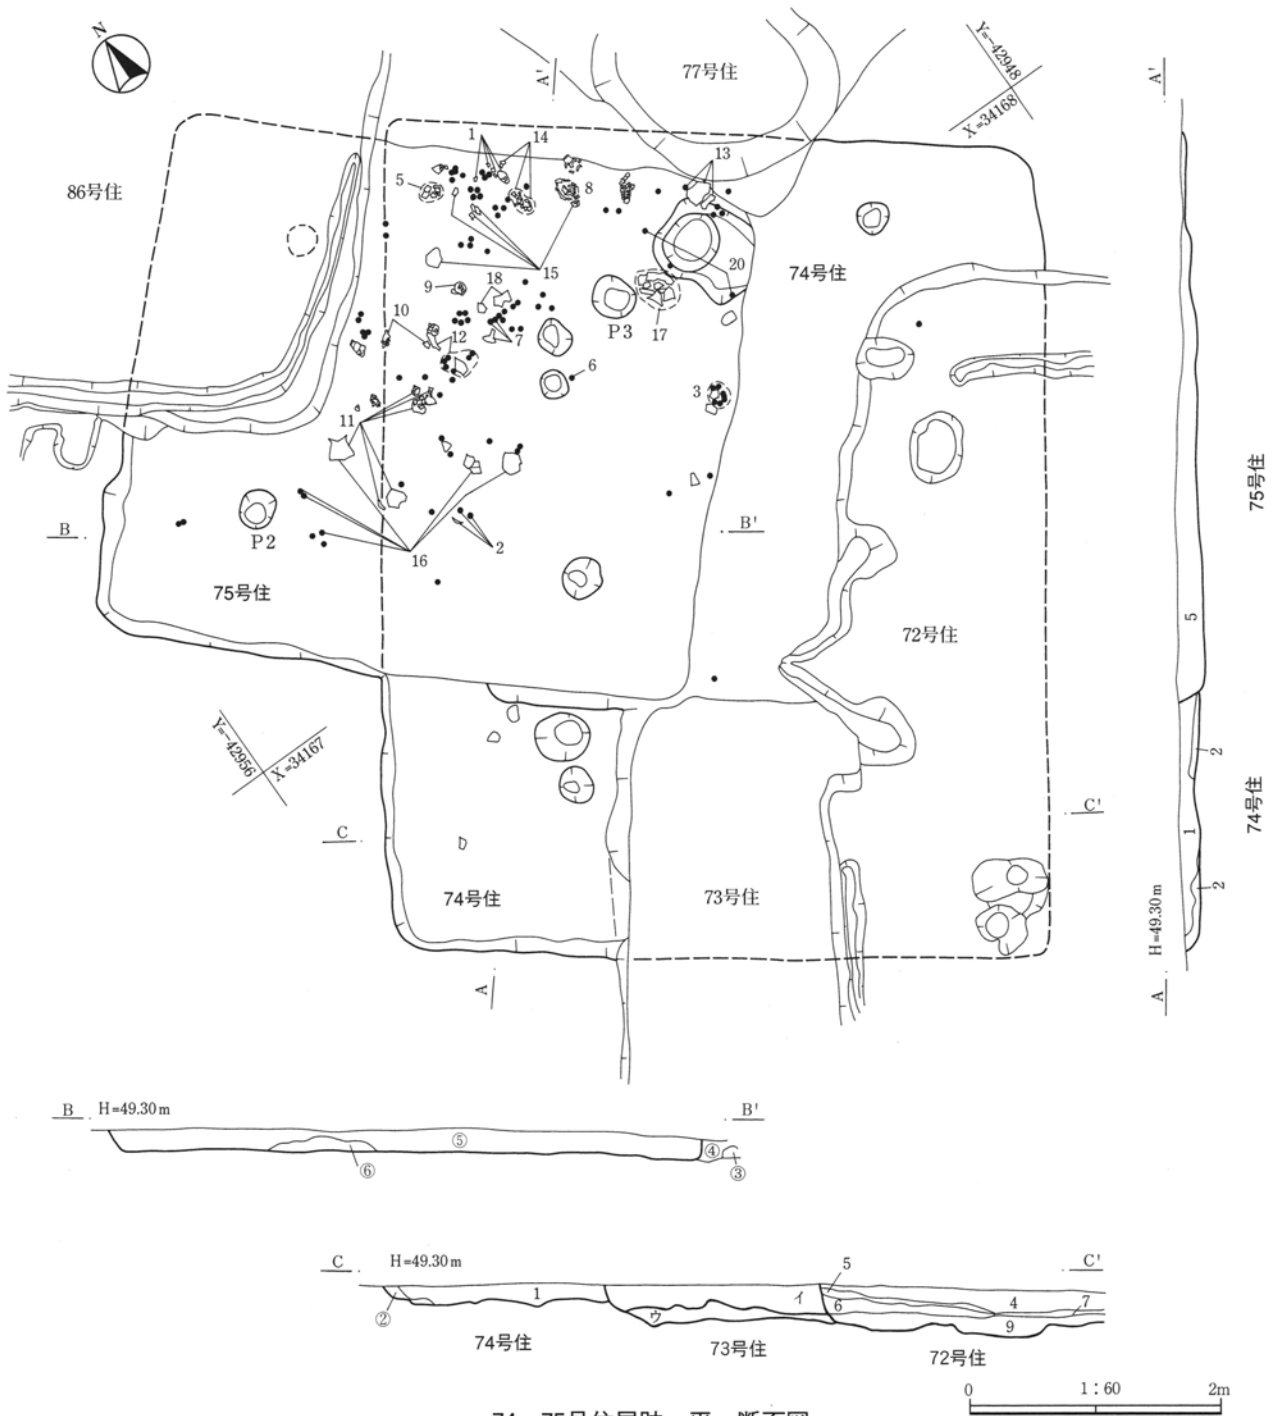 N
77号住
A'
Y=-42948
X=34168
A'
86号住
1
14
13
5
8
15
20
74号住
9
18
P3
17
10
12
7
6
3
11
75号住
B
P2
B'
16
2
75号住
72号住
5
Y=-42956
X=34167
2
C
C'
1
74号住
74号住
73号住
2
H=49.30m
A
A
B
H=49.30m
B'
⑤
④
⑥
③
C
H=49.30m
C'
5
1
イ
4
7
②
ウ
6
9
74号住
73号住
72号住
0
1:60
2m